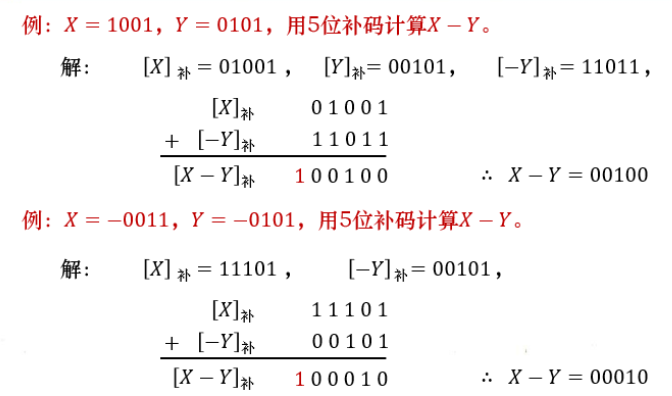 例：X = 1001，Y = 0101，用5位补码计算X − Y。
解： [X]补 = 01001， [Y]补= 00101， [−Y]补= 11011，
[X]补 0 1 0 0 1
+ [−Y]补 1 1 0 1 1
[X − Y]补 1 0 0 1 0 0 ∴ X − Y = 00100
例：X = −0011，Y = −0101，用5位补码计算X − Y。
解： [X]补 = 11101， [−Y]补= 00101，
[X]补 1 1 1 0 1
+ [−Y]补 0 0 1 0 1
[X − Y]补 1 0 0 0 1 0 ∴ X − Y = 00010